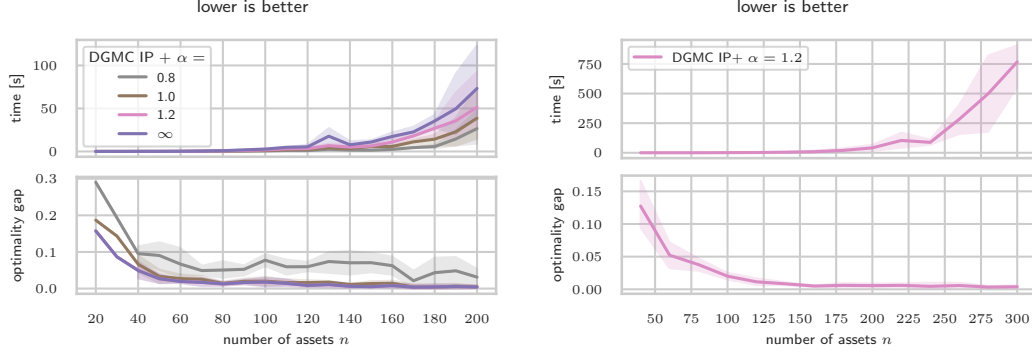 lower is better
time [s]
100
50
0
DGMC IP + α =
0.8
1.0
1.2
∞
optimality gap
0.3
0.2
0.1
0.0
20 40 60 80 100 120 140 160 180 200
number of assets n
lower is better
time [s]
750
500
250
0
DGMC IP+ α = 1.2
optimality gap
0.15
0.10
0.05
0.00
50 75 100 125 150 175 200 225 250 275 300
number of assets n